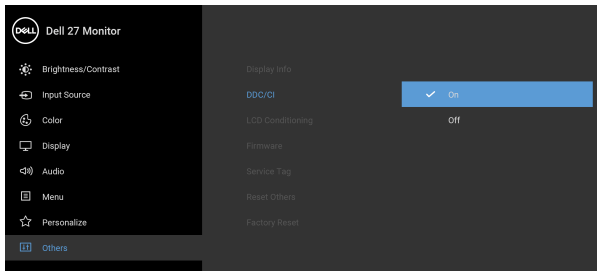 DELL Dell 27 Monitor
Brightness/Contrast
Display Info
Input Source
DDC/CI
On
Color
LCD Conditioning
Off
Display
Firmware
Audio
Service Tag
Menu
Reset Others
Personalize
Factory Reset
Others